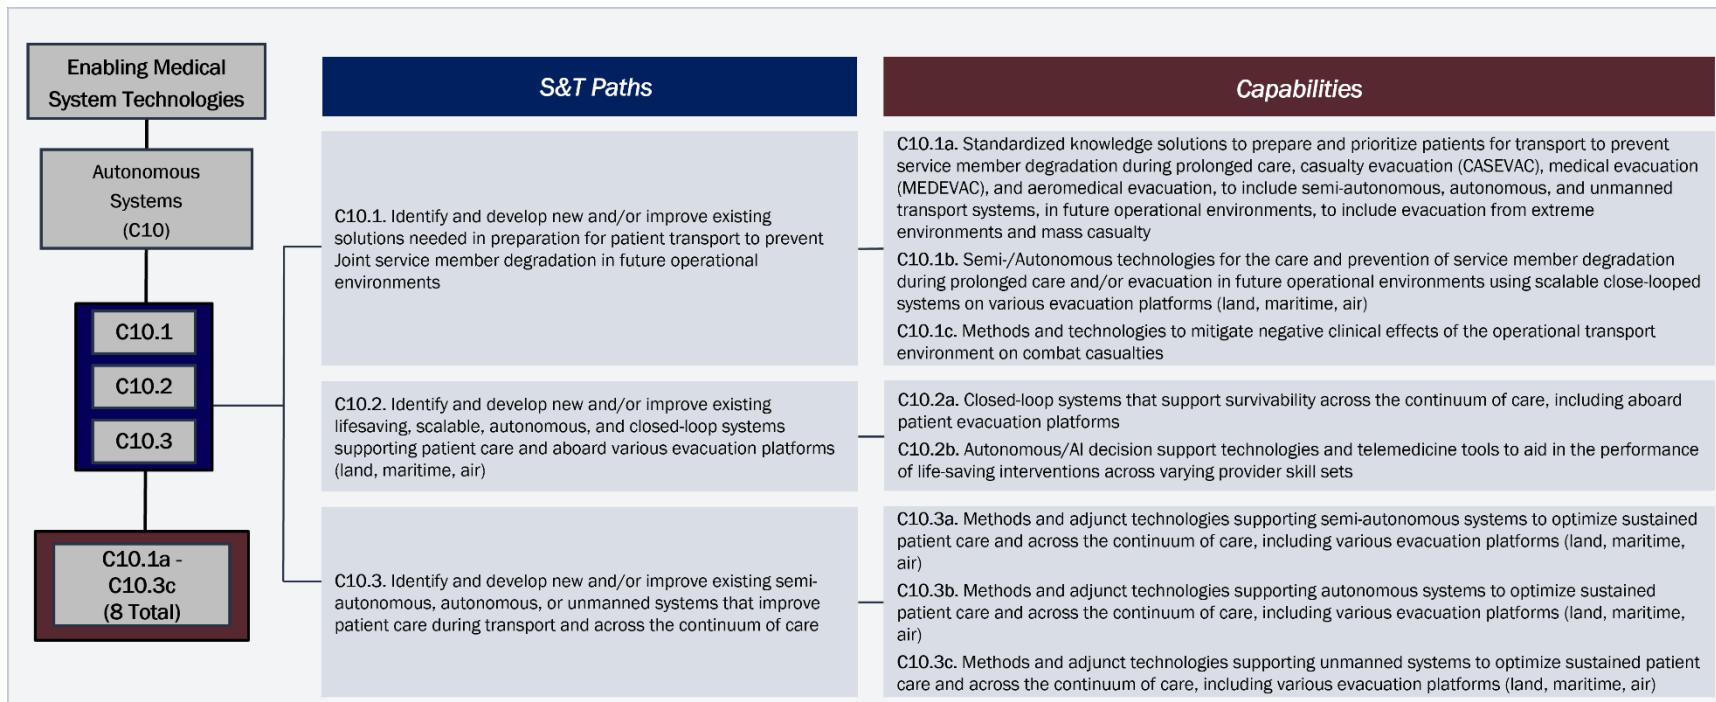 Enabling Medical
System Technologies
Autonomous
Systems
(C10)
C10.1
C10.2
C10.3
C10.1a -
C10.3c
(8 Total)
S&T Paths
Capabilities
C10.1. Identify and develop new and/or improve existing
solutions needed in preparation for patient transport to prevent
Joint service member degradation in future operational
environments
C10.1a. Standardized knowledge solutions to prepare and prioritize patients for transport to prevent
service member degradation during prolonged care, casualty evacuation (CASEVAC), medical evacuation
(MEDEVAC), and aeromedical evacuation, to include semi-autonomous, autonomous, and unmanned
transport systems, in future operational environments, to include evacuation from extreme
environments and mass casualty
C10.1b. Semi-/Autonomous technologies for the care and prevention of service member degradation
during prolonged care and/or evacuation in future operational environments using scalable close-looped
systems on various evacuation platforms (land, maritime, air)
C10.1c. Methods and technologies to mitigate negative clinical effects of the operational transport
environment on combat casualties
C10.2. Identify and develop new and/or improve existing
lifesaving, scalable, autonomous, and closed-loop systems
supporting patient care and aboard various evacuation platforms
(land, maritime, air)
C10.2a. Closed-loop systems that support survivability across the continuum of care, including aboard
patient evacuation platforms
C10.2b. Autonomous/AI decision support technologies and telemedicine tools to aid in the performance
of life-saving interventions across varying provider skill sets
C10.3. Identify and develop new and/or improve existing semi-
autonomous, autonomous, or unmanned systems that improve
patient care during transport and across the continuum of care
C10.3a. Methods and adjunct technologies supporting semi-autonomous systems to optimize sustained
patient care and across the continuum of care, including various evacuation platforms (land, maritime,
air)
C10.3b. Methods and adjunct technologies supporting autonomous systems to optimize sustained
patient care and across the continuum of care, including various evacuation platforms (land, maritime,
air)
C10.3c. Methods and adjunct technologies supporting unmanned systems to optimize sustained patient
care and across the continuum of care, including various evacuation platforms (land, maritime, air)